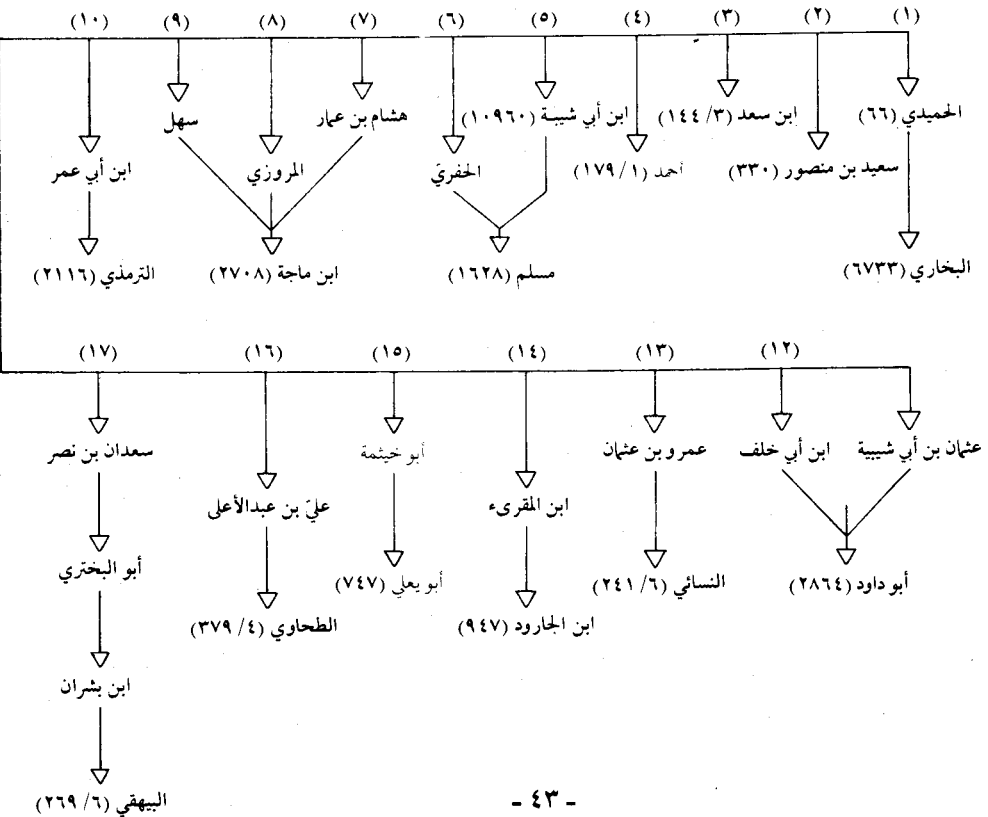 (١) (٢) (٣) (٤) (٥) (٦) (٧) (٨) (٩) (١٠)
الحميدي (٦٦) ابن سعد (٣/ ١٤٤) ابن أبي شيبة (١٠٩٦٠) هشام بن عمار سهل
سعيد بن منصور (٣٣٠) أحمد (١/ ١٧٩) الحفريّ المروزي ابن أبي عمر
البخاري (٦٧٣٣) مسلم (١٦٢٨) ابن ماجة (٢٧٠٨) الترمذي (٢١١٦)
(١٢) (١٣) (١٤) (١٥) (١٦) (١٧)
عثمان بن أبي شيبية ابن أبي خلف عمرو بن عثمان أبو خيثمة سعدان بن نصر
ابن المقرىء عليّ بن عبدالأعلى
أبو داود (٢٨٦٤) النسائي (٦/ ٢٤١) أبو يعلي (٧٤٧) أبو البختري
ابن الجارود (٩٤٧) الطحاوي (٤/ ٣٧٩)
ابن بشران
البيهقي (٦/ ٢٦٩)
- ٤٣ -